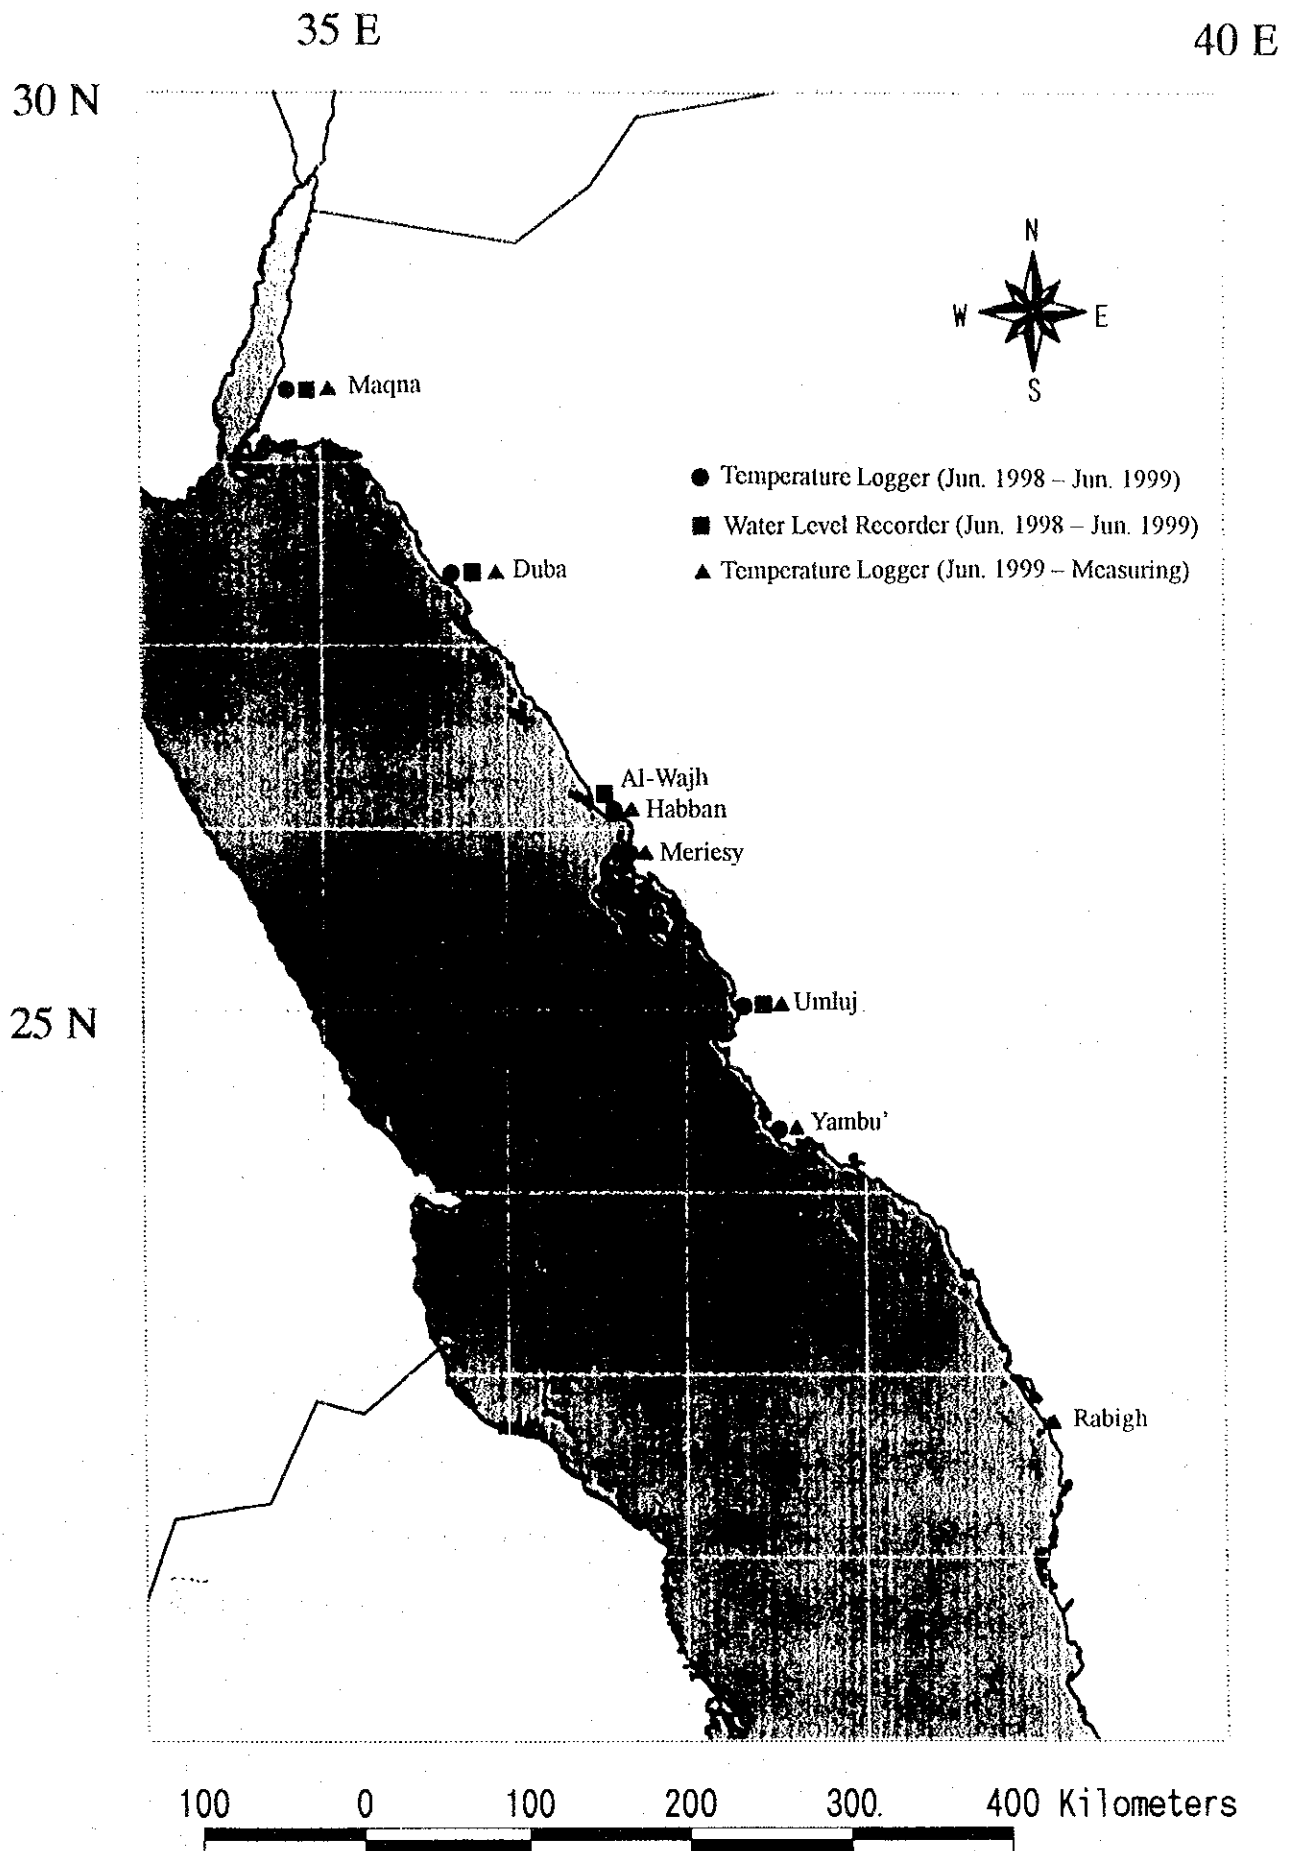 35 E
40 E
30 N
N
W E
S
Maqna
● Temperature Logger (Jun. 1998 – Jun. 1999)
■ Water Level Recorder (Jun. 1998 – Jun. 1999)
▲ Temperature Logger (Jun. 1999 – Measuring)
Duba
Al-Wajh
Habban
Meriesy
Umluj
25 N
Yambu'
Rabigh
100 0 100 200 300 400 Kilometers